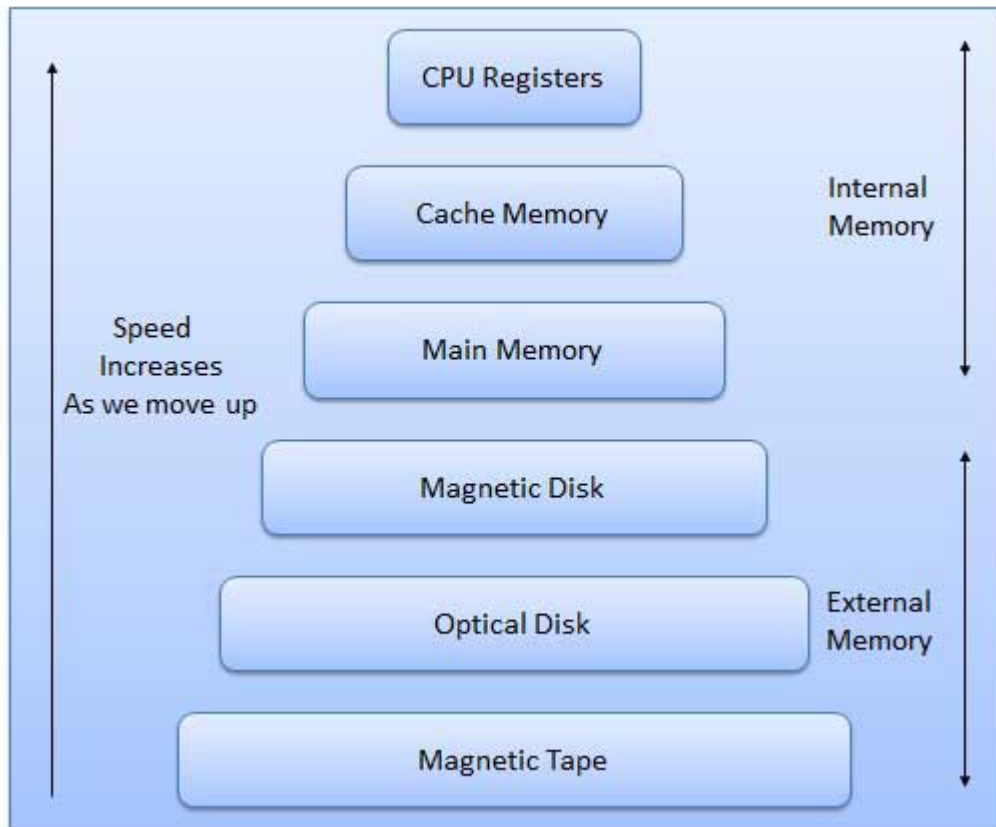 CPU Registers
Cache Memory
Internal
Memory
Main Memory
Speed
Increases
As we move up
Magnetic Disk
Optical Disk
External
Memory
Magnetic Tape